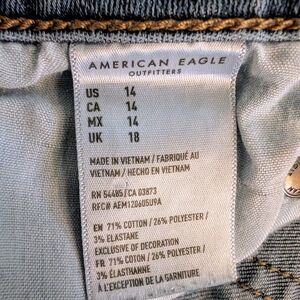 AMERICAN EAGLE
OUTFITTERS
US 14
CA 14
MX 14
UK 18
MADE IN VIETNAM / FABRIQUÉ AU
VIETNAM / HECHO EN VIETNAM
RN 54485 / CA 03873
RFC# AEM120605U9A
EN 71% COTTON / 26% POLYESTER /
3% ELASTANE
EXCLUSIVE OF DECORATION
FR 71% COTON / 26% POLYESTER /
3% ÉLASTHANNE
À L'EXCEPTION DE LA GARNITURE